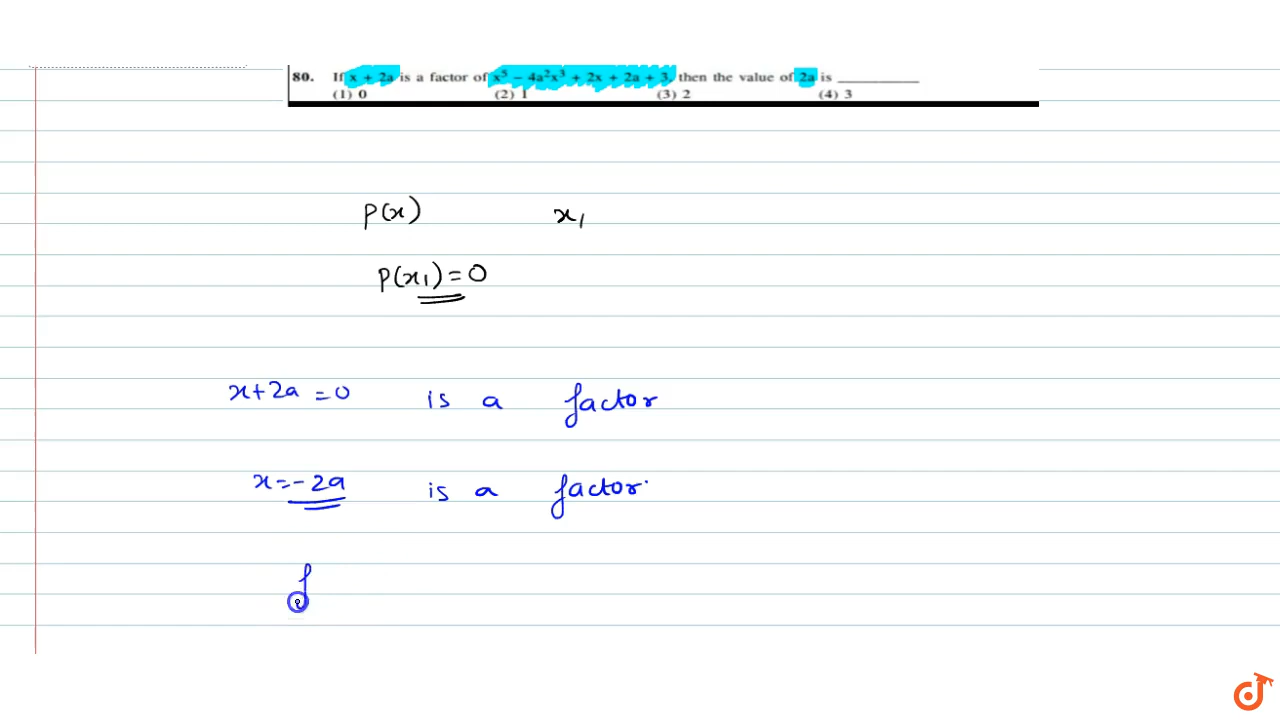 80. If x + 2a is a factor of x⁵ − 4a²x³ + 2x + 2a + 3, then the value of 2a is ________
(1) 0 (2) 1 (3) 2 (4) 3
P(x) x₁
P(x₁) = 0
x + 2a = 0 is a factor
x = −2a is a factor.
f